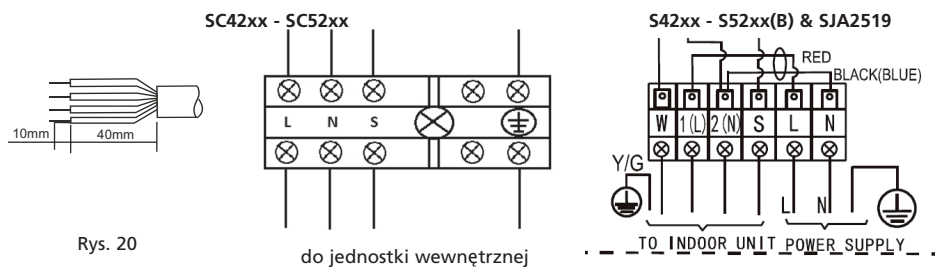 SC42xx - SC52xx
S42xx - S52xx(B) & SJA2519
RED
BLACK(BLUE)
10mm
40mm
L N S
W 1(L) 2(N) S L N
Y/G
L N
Rys. 20
do jednostki wewnętrznej
TO INDOOR UNIT POWER SUPPLY